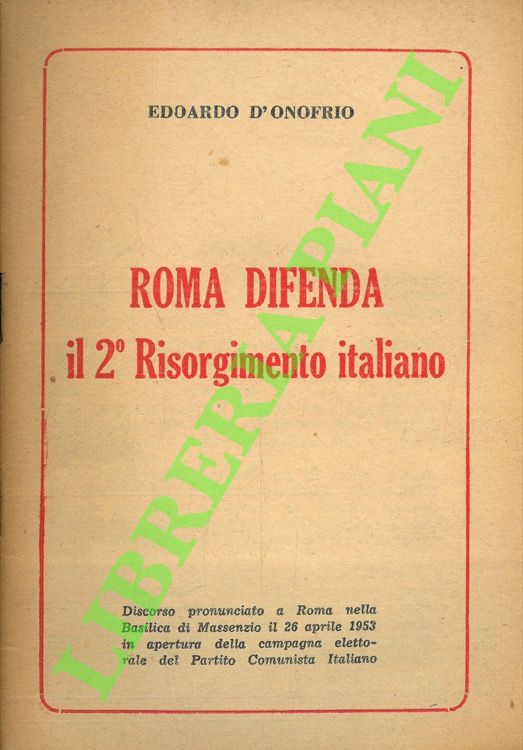 EDOARDO D'ONOFRIO
ROMA DIFENDA
il 2º Risorgimento italiano
Discorso pronunciato a Roma nella
Basilica di Massenzio il 26 aprile 1953
in apertura della campagna eletto-
rale del Partito Comunista Italiano
LIBRERIA PIANI